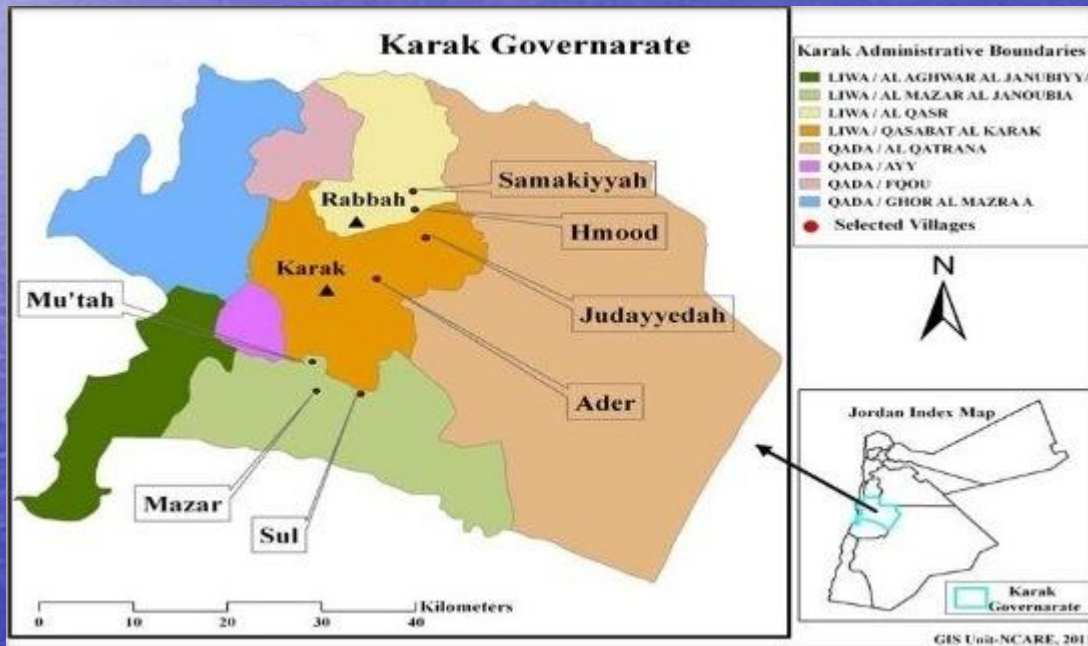 Karak Governarate
Samakiyyah
Rabbah
Hmood
Karak
Mu'tah
Judayyedah
Ader
Mazar
Sul
Kilometers
0 10 20 30 40
Karak Administrative Boundaries
LIWA / AL AGHWAR AL JANUBIYYA
LIWA / AL MAZAR AL JANOUBIA
LIWA / AL QASR
LIWA / QASABAT AL KARAK
QADA / AL QATRANA
QADA / AYY
QADA / FQOU
QADA / GHOR AL MAZRA A
Selected Villages
N
Jordan Index Map
Karak
Governarate
GIS Unit-NCARE, 201